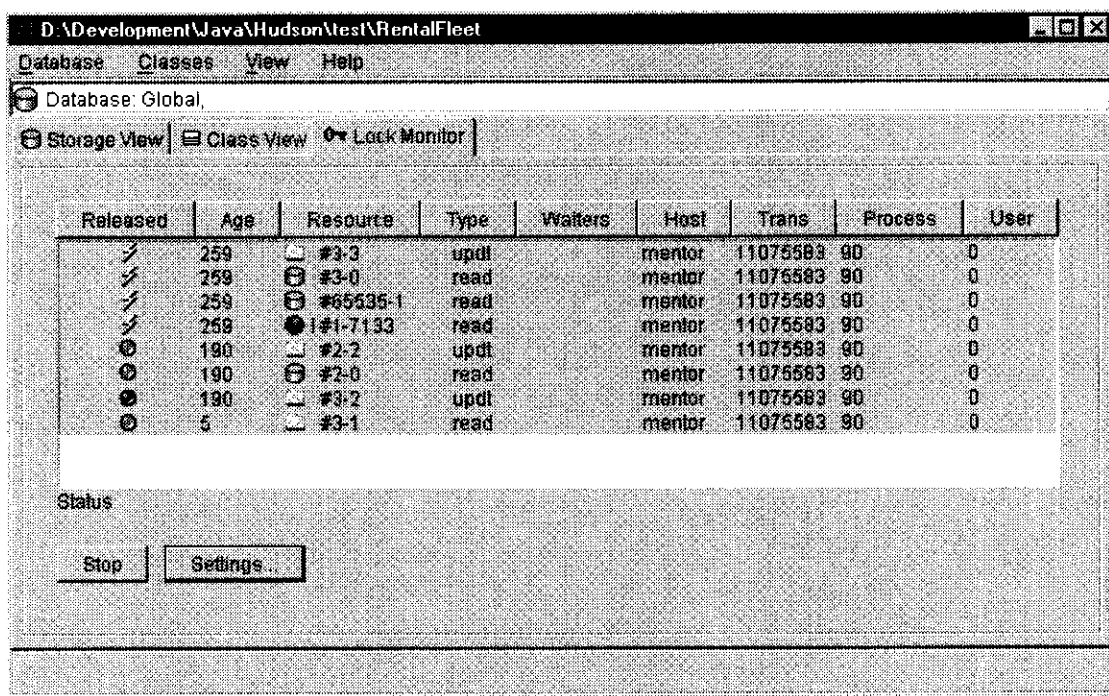 D:\Development\Java\Hudson\test\RentalFleet
Database Classes View Help
Database: Global,
Storage View Class View Lock Monitor
Released Age Resource Type Waiters Host Trans Process User
259 #3-3 updt mentor 11075583 90 0
259 #3-0 read mentor 11075583 90 0
259 #65535-1 read mentor 11075583 90 0
259 !#1-7133 read mentor 11075583 90 0
190 #2-2 updt mentor 11075583 90 0
190 #2-0 read mentor 11075583 90 0
190 #3-2 updt mentor 11075583 90 0
5 #3-1 read mentor 11075583 90 0
Status
Stop Settings...